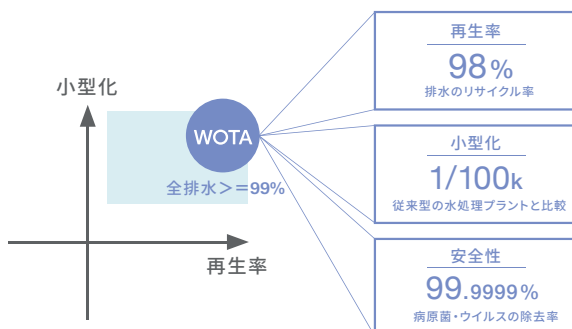 小型化
WOTA
全排水＞＝99%
再生率
再生率
98%
排水のリサイクル率
小型化
1/100k
従来型の水処理プラントと比較
安全性
99.9999%
病原菌・ウイルスの除去率